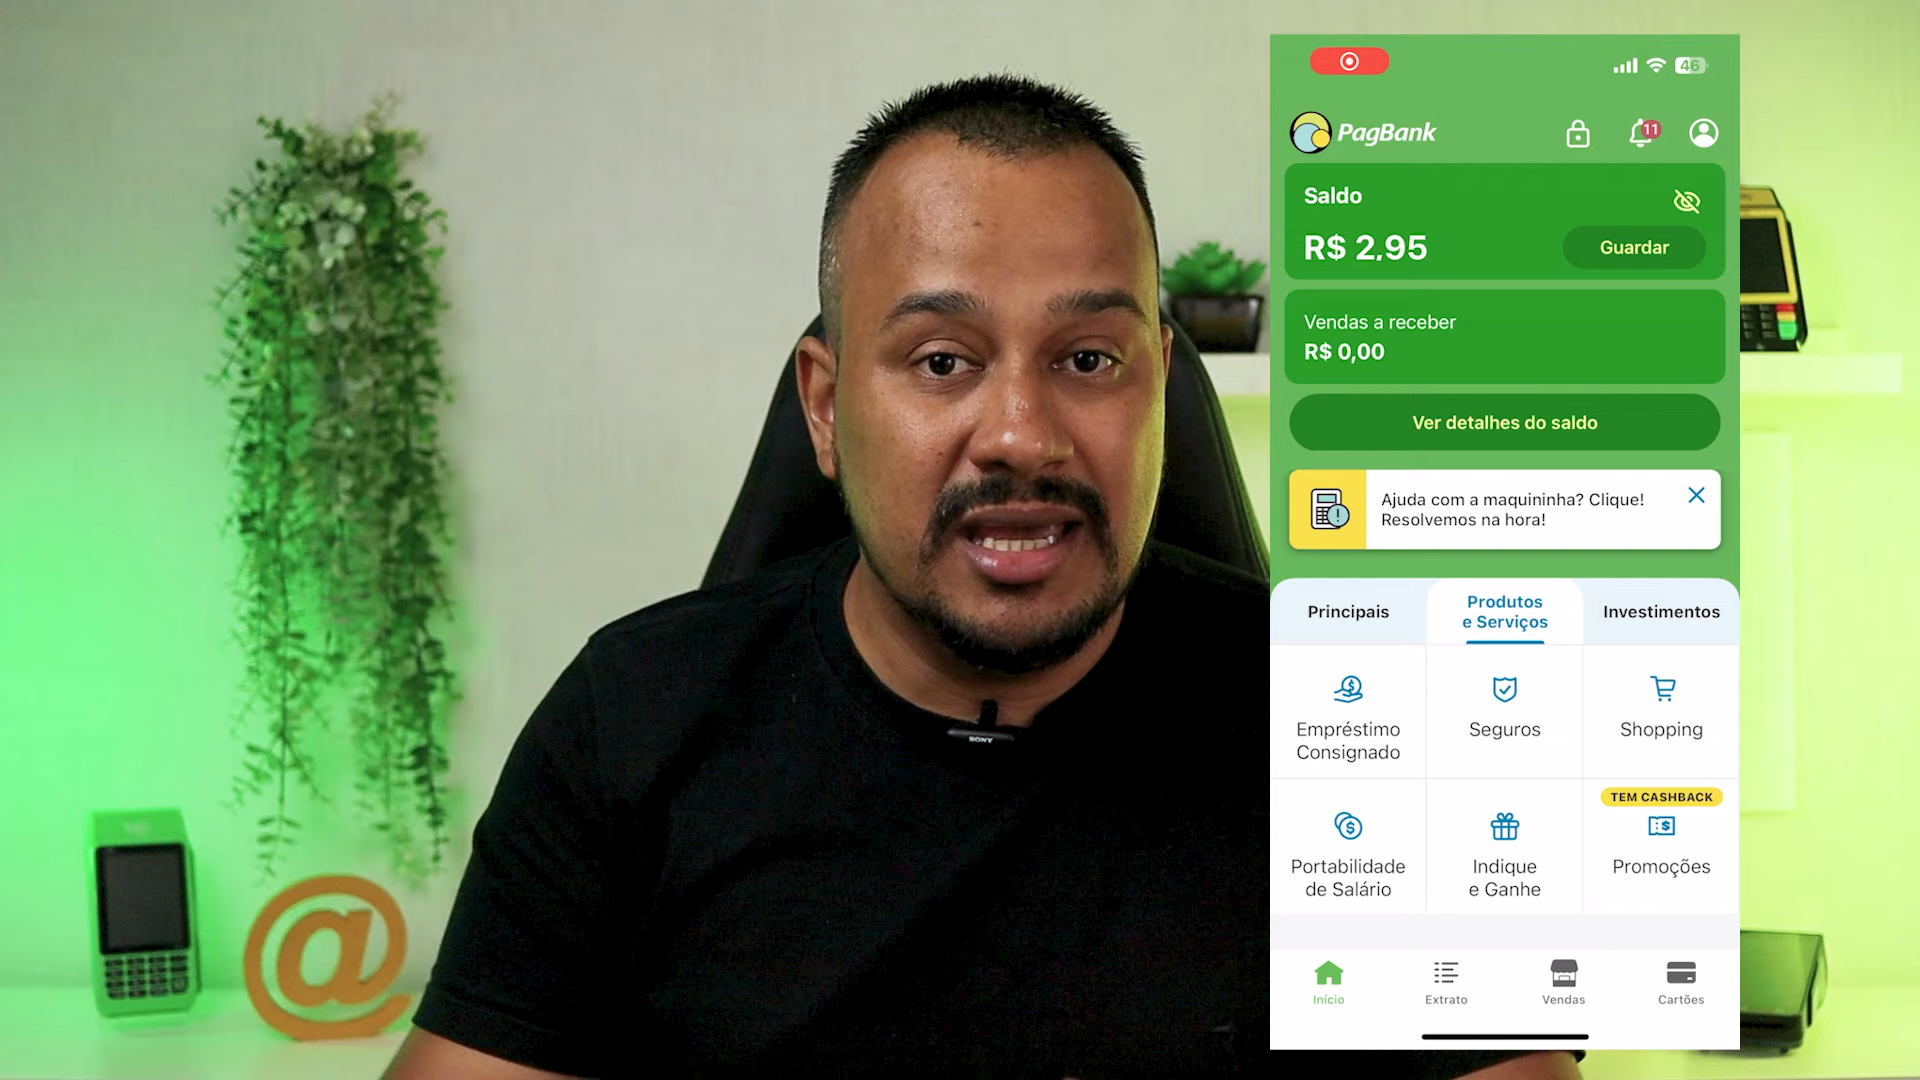 46
PagBank
11
Saldo
R$ 2,95
Guardar
Vendas a receber
R$ 0,00
Ver detalhes do saldo
Ajuda com a maquininha? Clique!
Resolvemos na hora!
Principais
Produtos
e Serviços
Investimentos
Empréstimo
Consignado
Seguros
Shopping
TEM CASHBACK
Portabilidade
de Salário
Indique
e Ganhe
Promoções
Início
Extrato
Vendas
Cartões
SONY
@